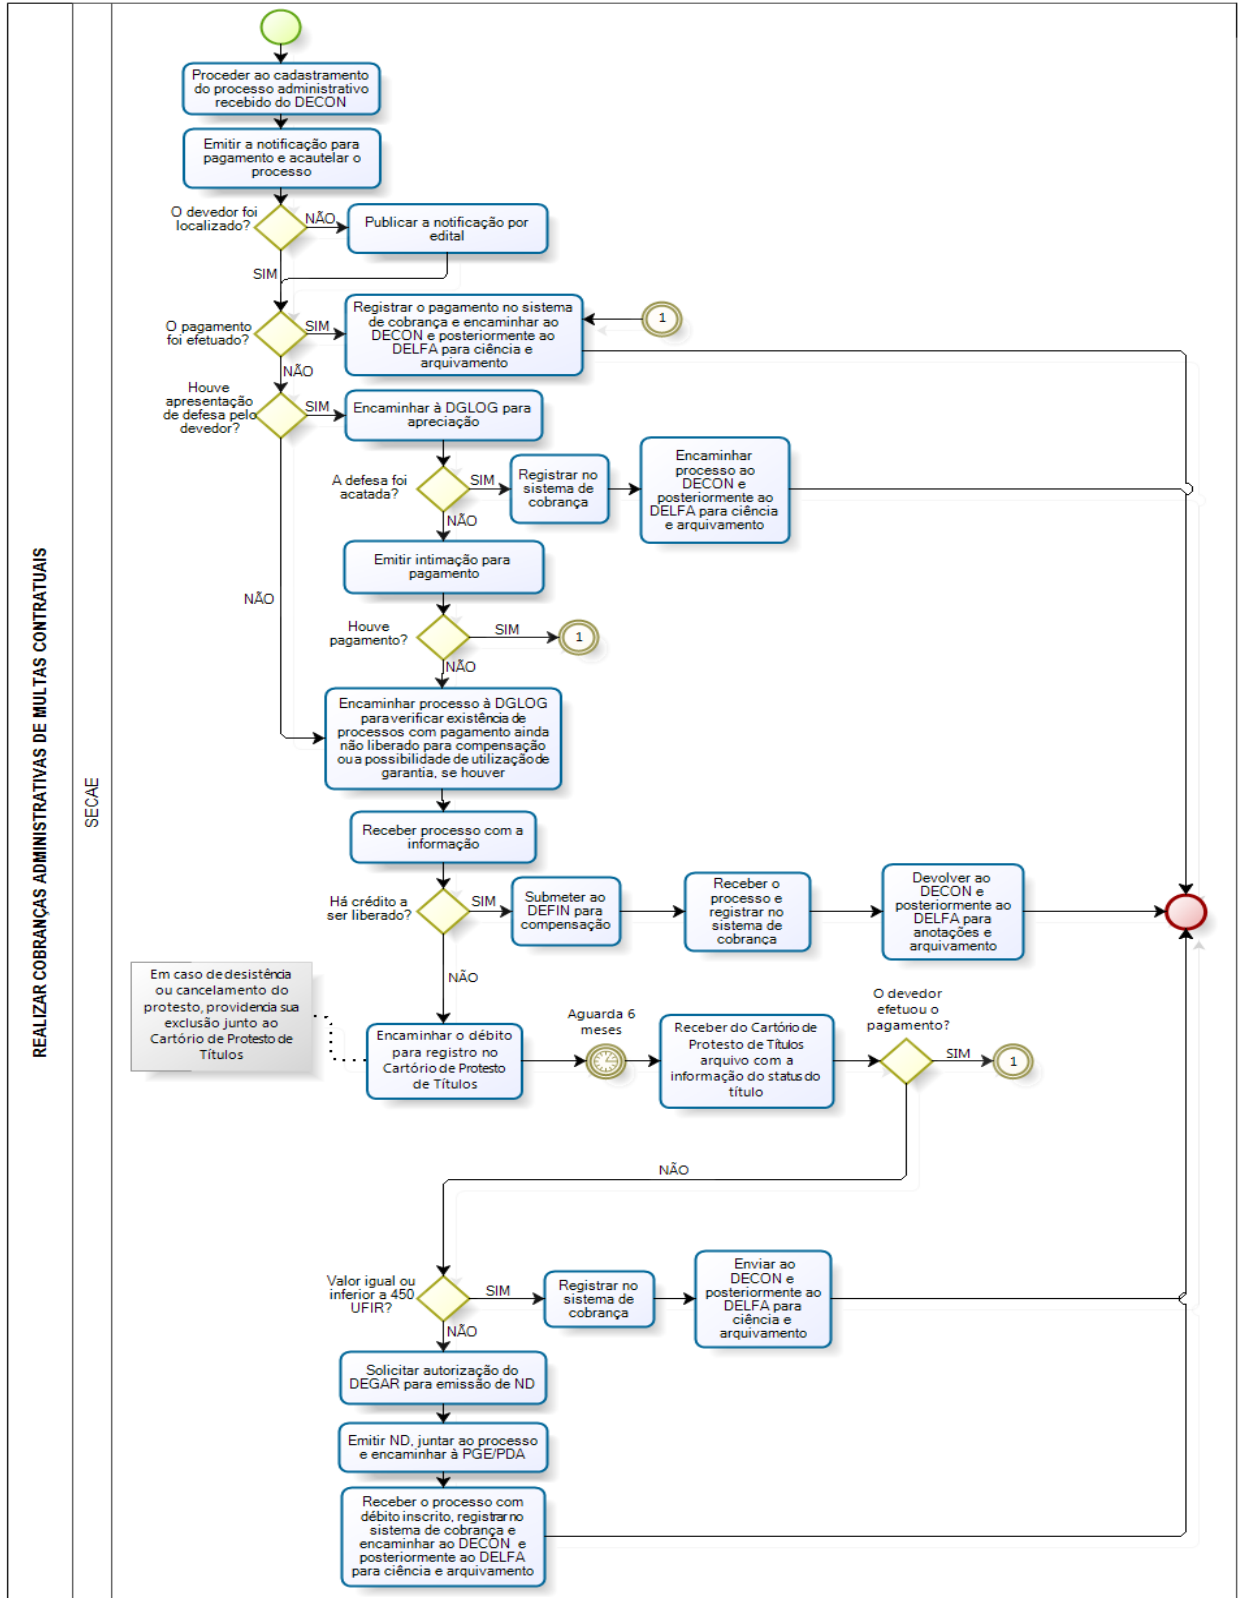 REALIZAR COBRANÇAS ADMINISTRATIVAS DE MULTAS CONTRATUAIS
SECAE
Proceder ao cadastramento
do processo administrativo
recebido do DECON
Emitir a notificação para
pagamento e acautelar o
processo
O devedor foi
localizado?
NÃO
Publicar a notificação por
edital
SIM
O pagamento
foi efetuado?
SIM
Registrar o pagamento no sistema
de cobrança e encaminhar ao
DECON e posteriormente ao
DELFA para ciência e
arquivamento
1
NÃO
Houve
apresentação
de defesa pelo
devedor?
SIM
Encaminhar à DGLOG para
apreciação
A defesa foi
acatada?
SIM
Registrar no
sistema de
cobrança
Encaminhar
processo ao
DECON e
posteriormente ao
DELFA para ciência
e arquivamento
NÃO
Emitir intimação para
pagamento
NÃO
Houve
pagamento?
SIM
1
NÃO
Encaminhar processo à DGLOG
para verificar existência de
processos com pagamento ainda
não liberado para compensação
ou a possibilidade de utilização de
garantia, se houver
Receber processo com a
informação
Há crédito a
ser liberado?
SIM
Submeter ao
DEFIN para
compensação
Receber o
processo e
registrar no
sistema de
cobrança
Devolver ao
DECON e
posteriormente ao
DELFA para
anotações e
arquivamento
NÃO
Em caso de desistência
ou cancelamento do
protesto, providencia sua
exclusão junto ao
Cartório de Protesto de
Títulos
Encaminhar o débito
para registro no
Cartório de Protesto
de Títulos
Aguarda 6
meses
Receber do Cartório de
Protesto de Títulos
arquivo com a
informação do status do
título
O devedor
efetuou o
pagamento?
SIM
1
NÃO
Valor igual ou
inferior a 450
UFIR?
SIM
Registrar no
sistema de
cobrança
Enviar ao
DECON e
posteriormente ao
DELFA para
ciência e
arquivamento
NÃO
Solicitar autorização do
DEGAR para emissão de ND
Emitir ND, juntar ao processo
e encaminhar à PGE/PDA
Receber o processo com
débito inscrito, registrar no
sistema de cobrança e
encaminhar ao DECON e
posteriormente ao DELFA
para ciência e arquivamento